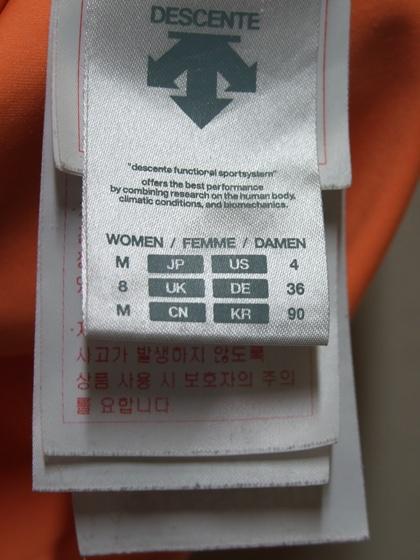 DESCENTE
"descente functional sportsystem"
offers the best performance
by combining research on the human body,
climatic conditions, and biomechanics.
WOMEN / FEMME / DAMEN
M JP US 4
8 UK DE 36
M CN KR 90
사고가 발생하지 않도록
상품 사용 시 보호자의 주의
를 요합니다